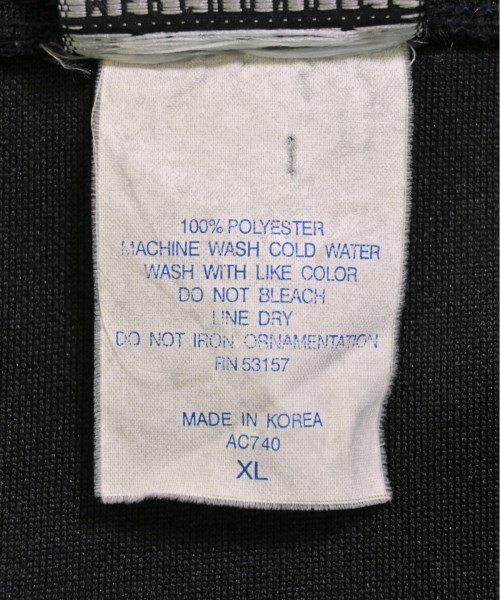 100% POLYESTER
MACHINE WASH COLD WATER
WASH WITH LIKE COLOR
DO NOT BLEACH
LINE DRY
DO NOT IRON ORNAMENTATION
RN 53157
MADE IN KOREA
AC740
XL